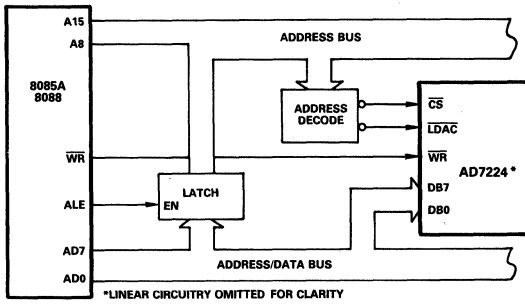 A15
ADDRESS BUS
A8
8085A
8088
ADDRESS
DECODE
CS
LDAC
WR
WR
AD7224*
LATCH
DB7
ALE
EN
DB0
AD7
ADDRESS/DATA BUS
AD0
*LINEAR CIRCUITRY OMITTED FOR CLARITY